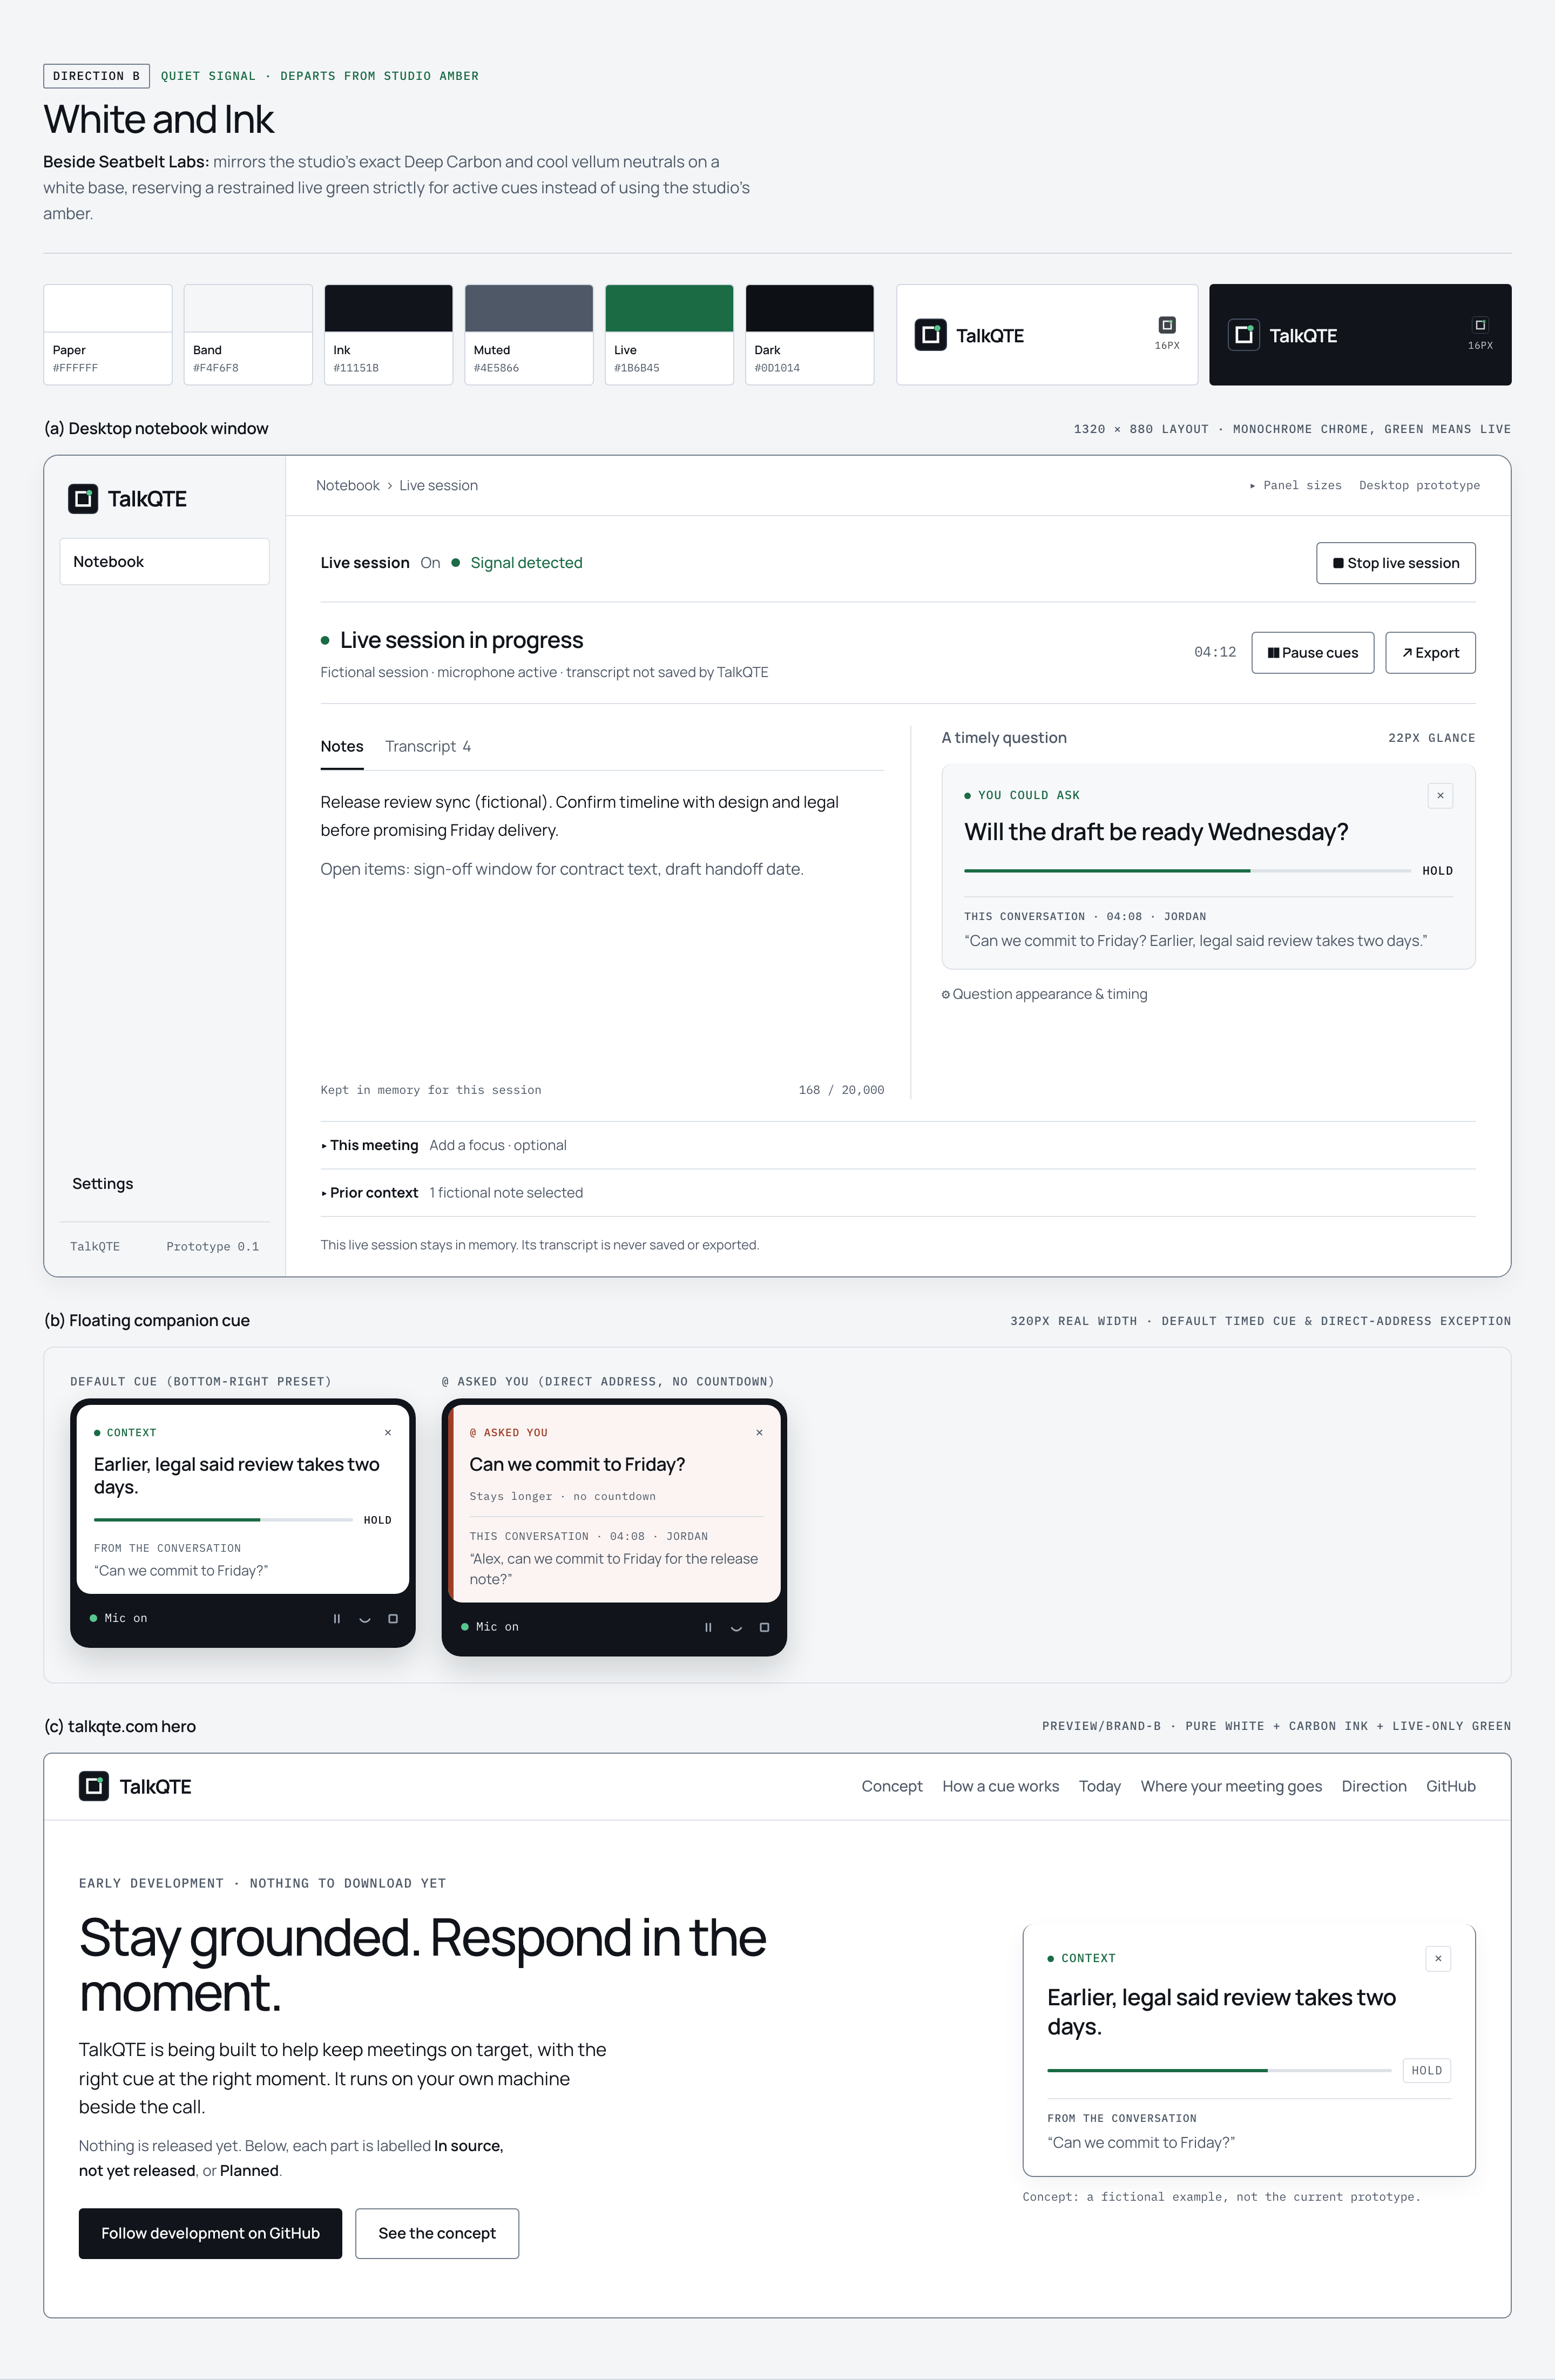 DIRECTION B
QUIET SIGNAL · DEPARTS FROM STUDIO AMBER
White and Ink
Beside Seatbelt Labs: mirrors the studio's exact Deep Carbon and cool vellum neutrals on a
white base, reserving a restrained live green strictly for active cues instead of using the studio's
amber.
Paper
#FFFFFF
Band
#F4F6F8
Ink
#11151B
Muted
#4E5866
Live
#1B6B45
Dark
#0D1014
TalkQTE
16PX
TalkQTE
16PX
(a) Desktop notebook window
1320 × 880 LAYOUT · MONOCHROME CHROME, GREEN MEANS LIVE
TalkQTE
Notebook
Settings
TalkQTE
Prototype 0.1
Notebook › Live session
▸ Panel sizes
Desktop prototype
Live session On ● Signal detected
Stop live session
Live session in progress
Fictional session · microphone active · transcript not saved by TalkQTE
04:12
Pause cues
↗ Export
Notes
Transcript 4
Release review sync (fictional). Confirm timeline with design and legal
before promising Friday delivery.
Open items: sign-off window for contract text, draft handoff date.
Kept in memory for this session
168 / 20,000
A timely question
22PX GLANCE
YOU COULD ASK
×
Will the draft be ready Wednesday?
HOLD
THIS CONVERSATION · 04:08 · JORDAN
“Can we commit to Friday? Earlier, legal said review takes two days.”
⚙ Question appearance & timing
▸ This meeting Add a focus · optional
▸ Prior context 1 fictional note selected
This live session stays in memory. Its transcript is never saved or exported.
(b) Floating companion cue
320PX REAL WIDTH · DEFAULT TIMED CUE & DIRECT-ADDRESS EXCEPTION
DEFAULT CUE (BOTTOM-RIGHT PRESET)
CONTEXT
×
Earlier, legal said review takes two
days.
HOLD
FROM THE CONVERSATION
“Can we commit to Friday?”
Mic on
@ ASKED YOU (DIRECT ADDRESS, NO COUNTDOWN)
@ ASKED YOU
×
Can we commit to Friday?
Stays longer · no countdown
THIS CONVERSATION · 04:08 · JORDAN
“Alex, can we commit to Friday for the release
note?”
Mic on
(c) talkqte.com hero
PREVIEW/BRAND-B · PURE WHITE + CARBON INK + LIVE-ONLY GREEN
TalkQTE
Concept
How a cue works
Today
Where your meeting goes
Direction
GitHub
EARLY DEVELOPMENT · NOTHING TO DOWNLOAD YET
Stay grounded. Respond in the
moment.
TalkQTE is being built to help keep meetings on target, with the
right cue at the right moment. It runs on your own machine
beside the call.
Nothing is released yet. Below, each part is labelled In source,
not yet released, or Planned.
Follow development on GitHub
See the concept
CONTEXT
×
Earlier, legal said review takes two
days.
HOLD
FROM THE CONVERSATION
“Can we commit to Friday?”
Concept: a fictional example, not the current prototype.